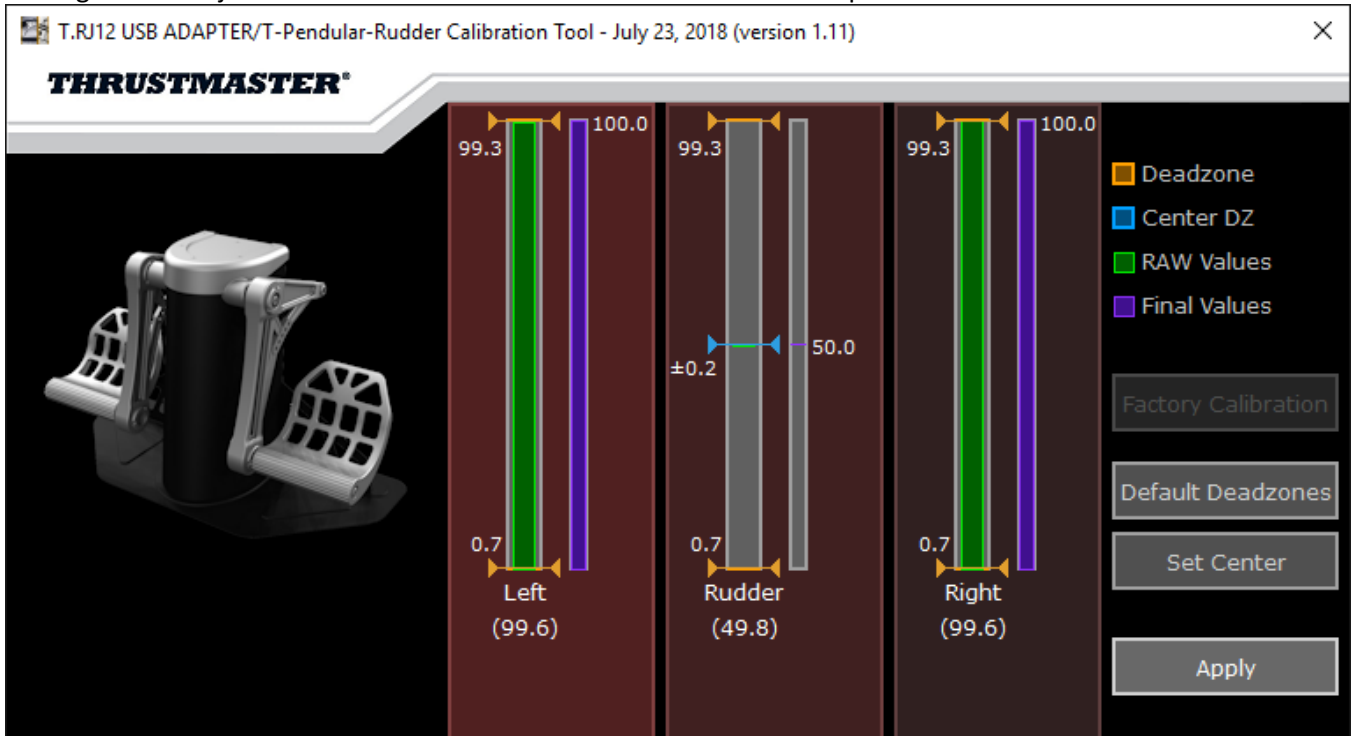 T.RJ12 USB ADAPTER/T-Pendular-Rudder Calibration Tool - July 23, 2018 (version 1.11)
THRUSTMASTER®
99.3
100.0
0.7
Left
(99.6)
99.3
±0.2
50.0
0.7
Rudder
(49.8)
99.3
100.0
0.7
Right
(99.6)
Deadzone
Center DZ
RAW Values
Final Values
Factory Calibration
Default Deadzones
Set Center
Apply